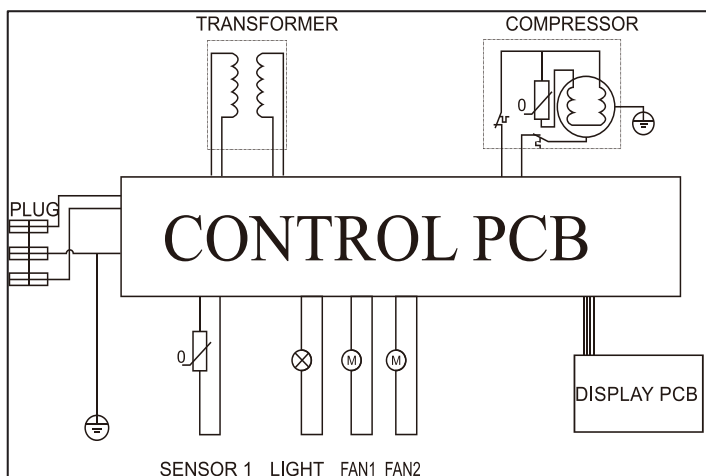 TRANSFORMER
COMPRESSOR
0
PLUG
CONTROL PCB
0
M
M
DISPLAY PCB
SENSOR 1
LIGHT
FAN1
FAN2